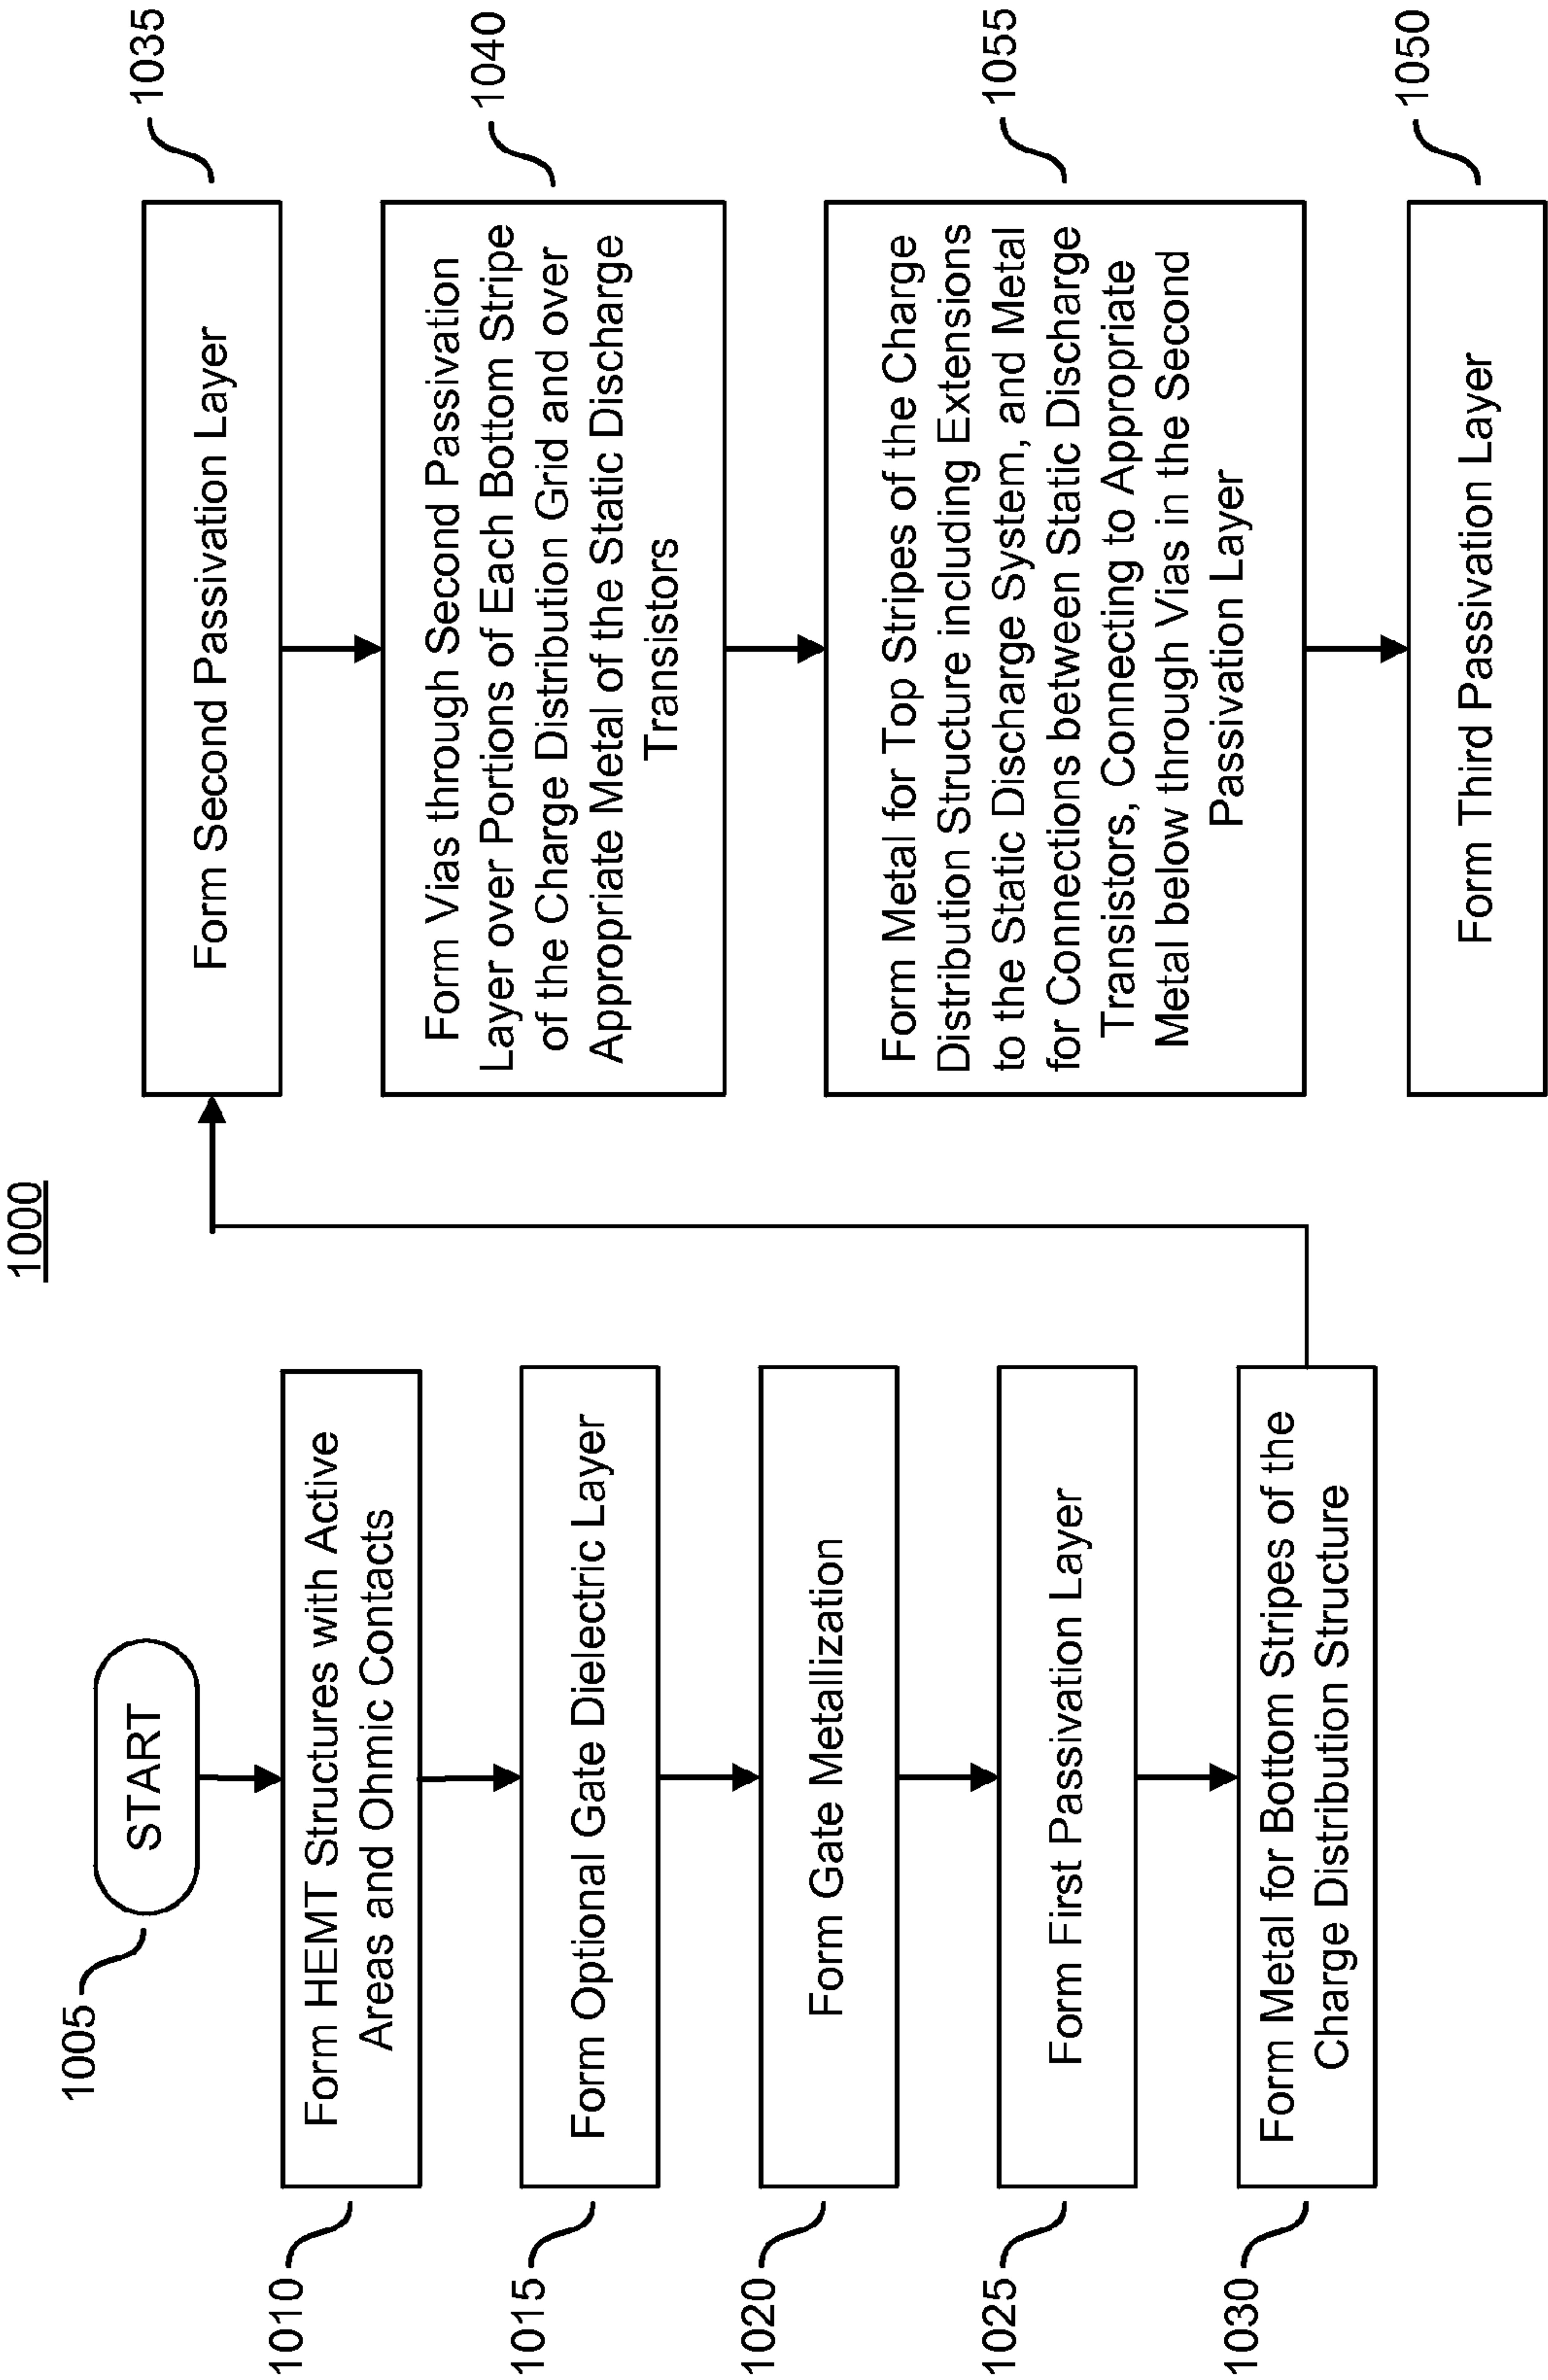 1000
1005
START
1010
Form HEMT Structures with Active
Areas and Ohmic Contacts
1015
Form Optional Gate Dielectric Layer
1020
Form Gate Metallization
1025
Form First Passivation Layer
1030
Form Metal for Bottom Stripes of the
Charge Distribution Structure
1035
Form Second Passivation Layer
1040
Form Vias through Second Passivation
Layer over Portions of Each Bottom Stripe
of the Charge Distribution Grid and over
Appropriate Metal of the Static Discharge
Transistors
1055
Form Metal for Top Stripes of the Charge
Distribution Structure including Extensions
to the Static Discharge System, and Metal
for Connections between Static Discharge
Transistors, Connecting to Appropriate
Metal below through Vias in the Second
Passivation Layer
1050
Form Third Passivation Layer